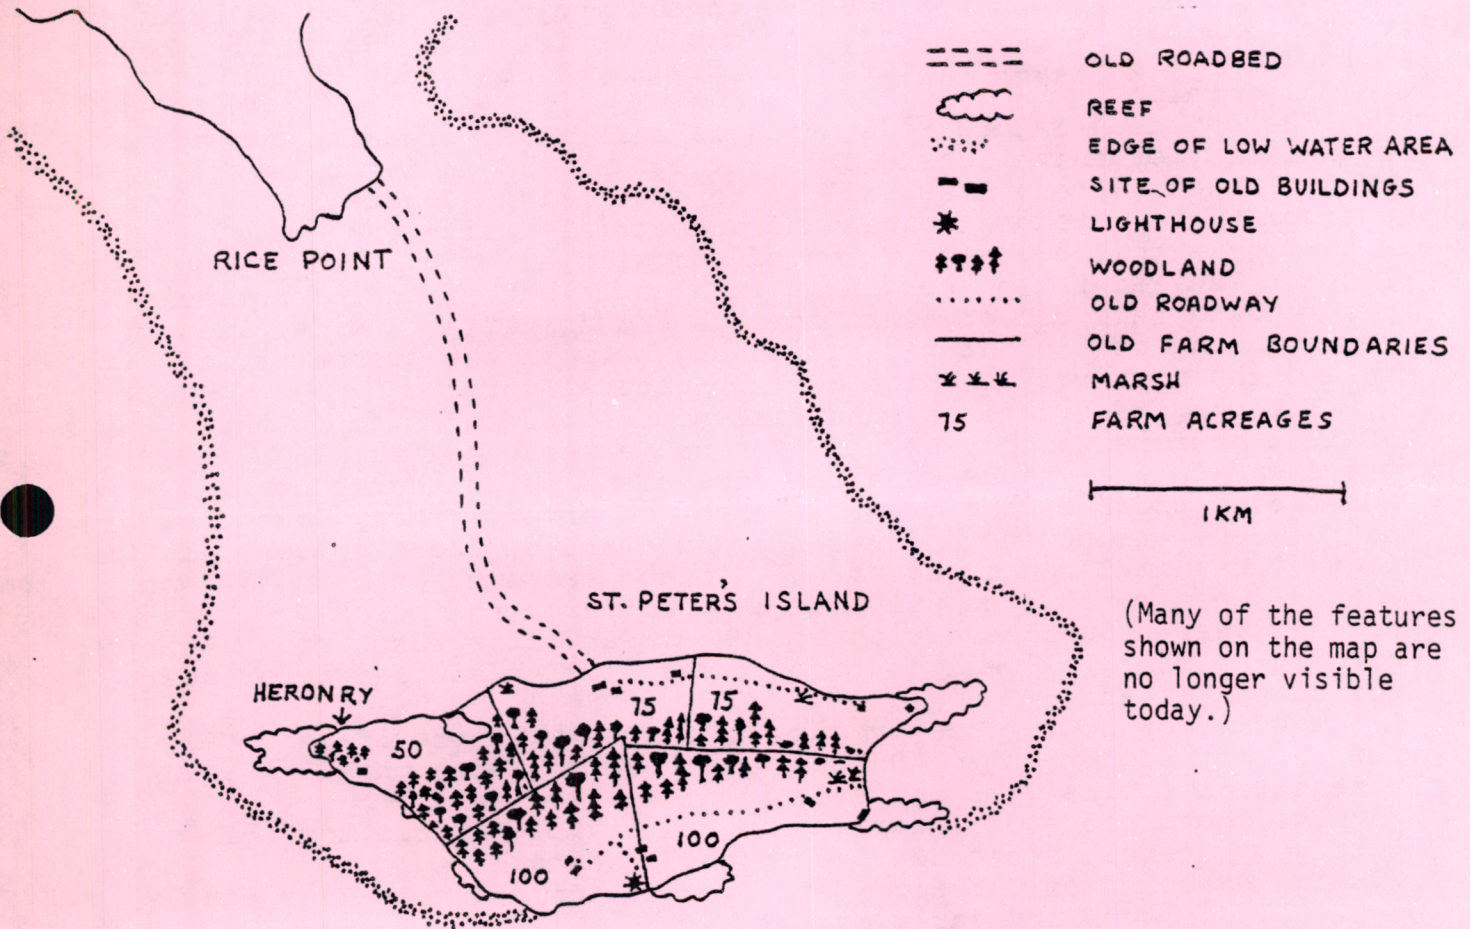 OLD ROADBED
REEF
EDGE OF LOW WATER AREA
SITE OF OLD BUILDINGS
LIGHTHOUSE
WOODLAND
OLD ROADWAY
OLD FARM BOUNDARIES
MARSH
75 FARM ACREAGES
1KM
RICE POINT
ST. PETER'S ISLAND
(Many of the features
shown on the map are
no longer visible
today.)
HERONRY
75
75
50
100
100